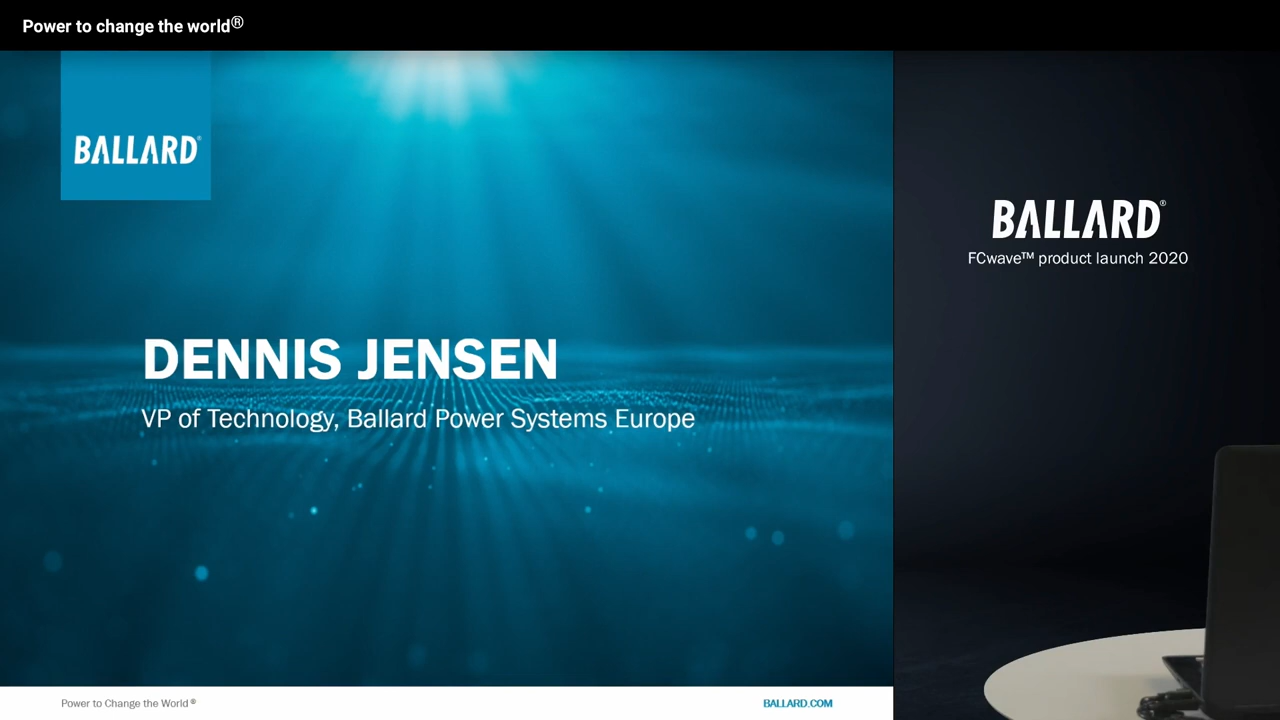 Power to change the world®
BALLARD®
DENNIS JENSEN
VP of Technology, Ballard Power Systems Europe
Power to Change the World®
BALLARD.COM
BALLARD®
FCwave™ product launch 2020